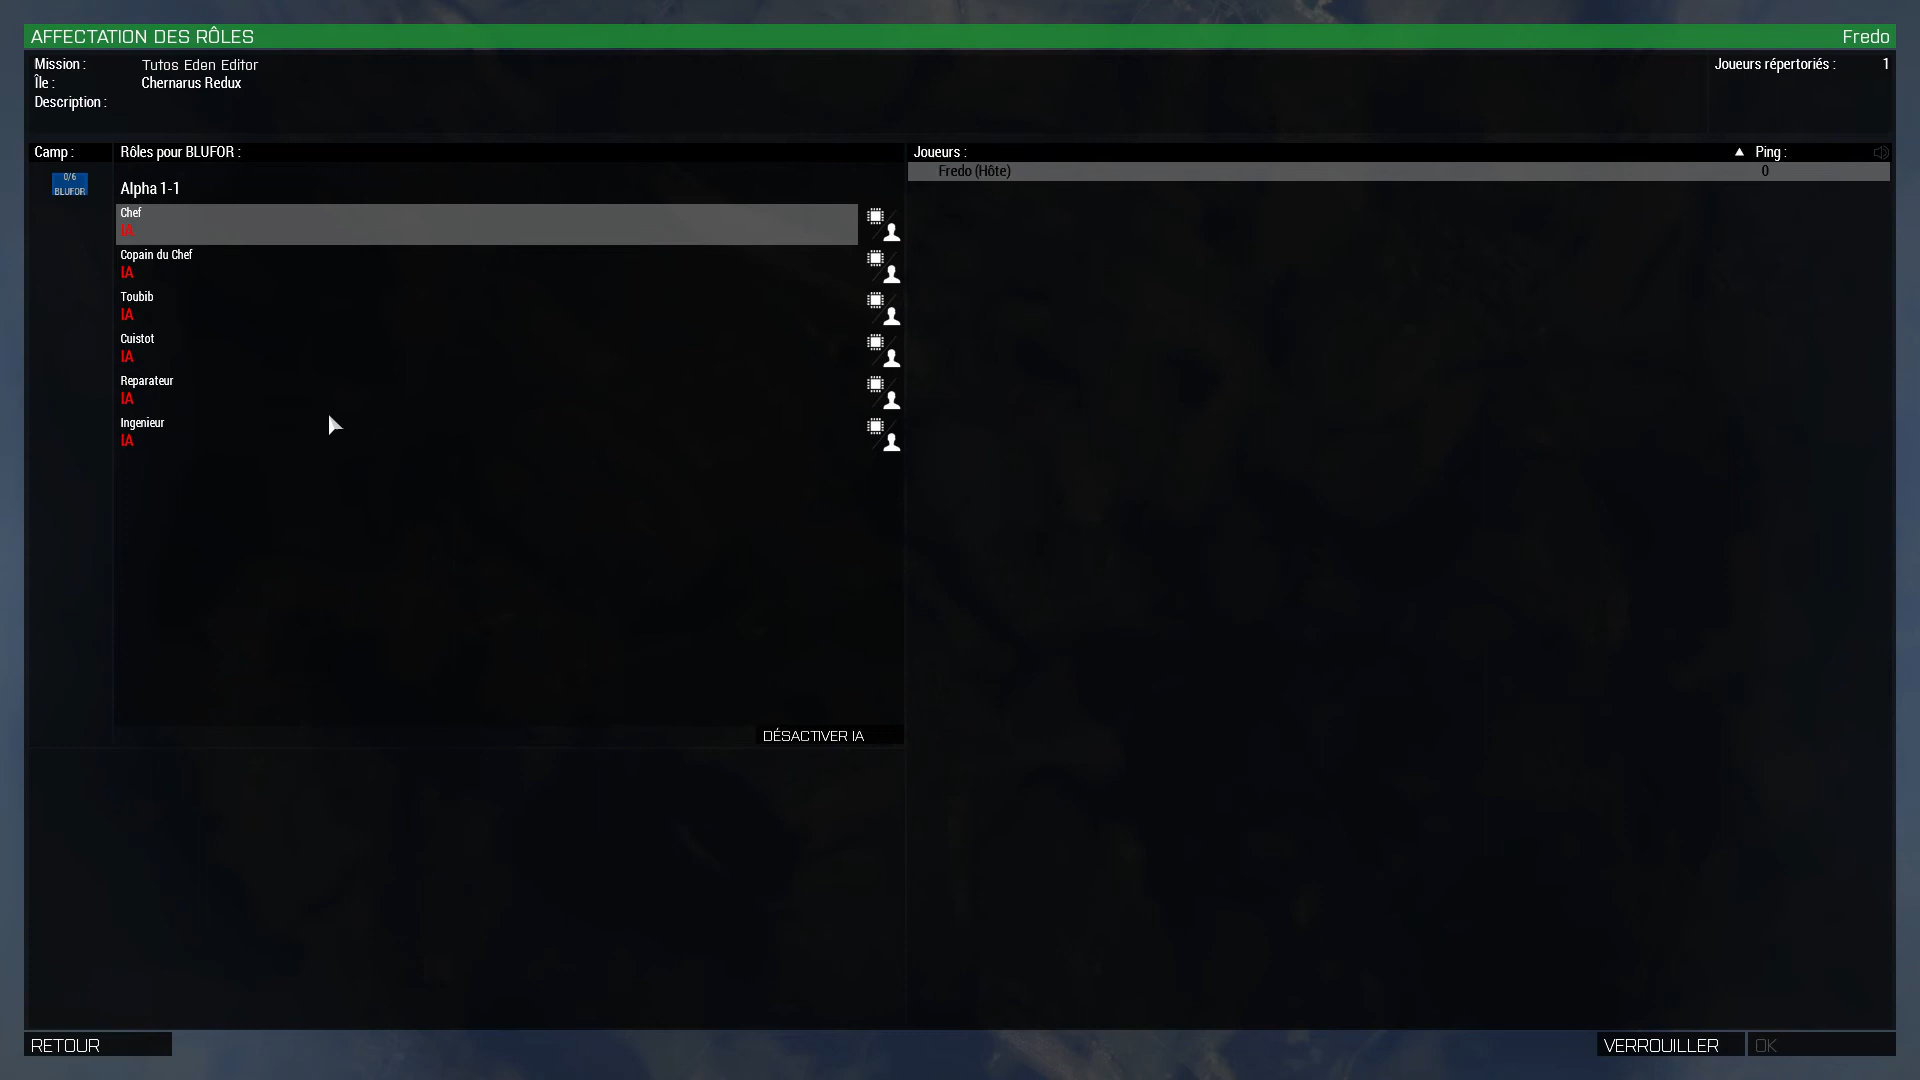 AFFECTATION DES RÔLES
Fredo
Mission : Tutos Eden Editor
Île : Chernarus Redux
Description :
Joueurs répertoriés : 1
Camp :
0/6
BLUFOR
Rôles pour BLUFOR :
Alpha 1-1
Chef
IA
Copain du Chef
IA
Toubib
IA
Cuistot
IA
Reparateur
IA
Ingenieur
IA
DÉSACTIVER IA
Joueurs : Ping :
Fredo (Hôte) 0
RETOUR
VERROUILLER
OK